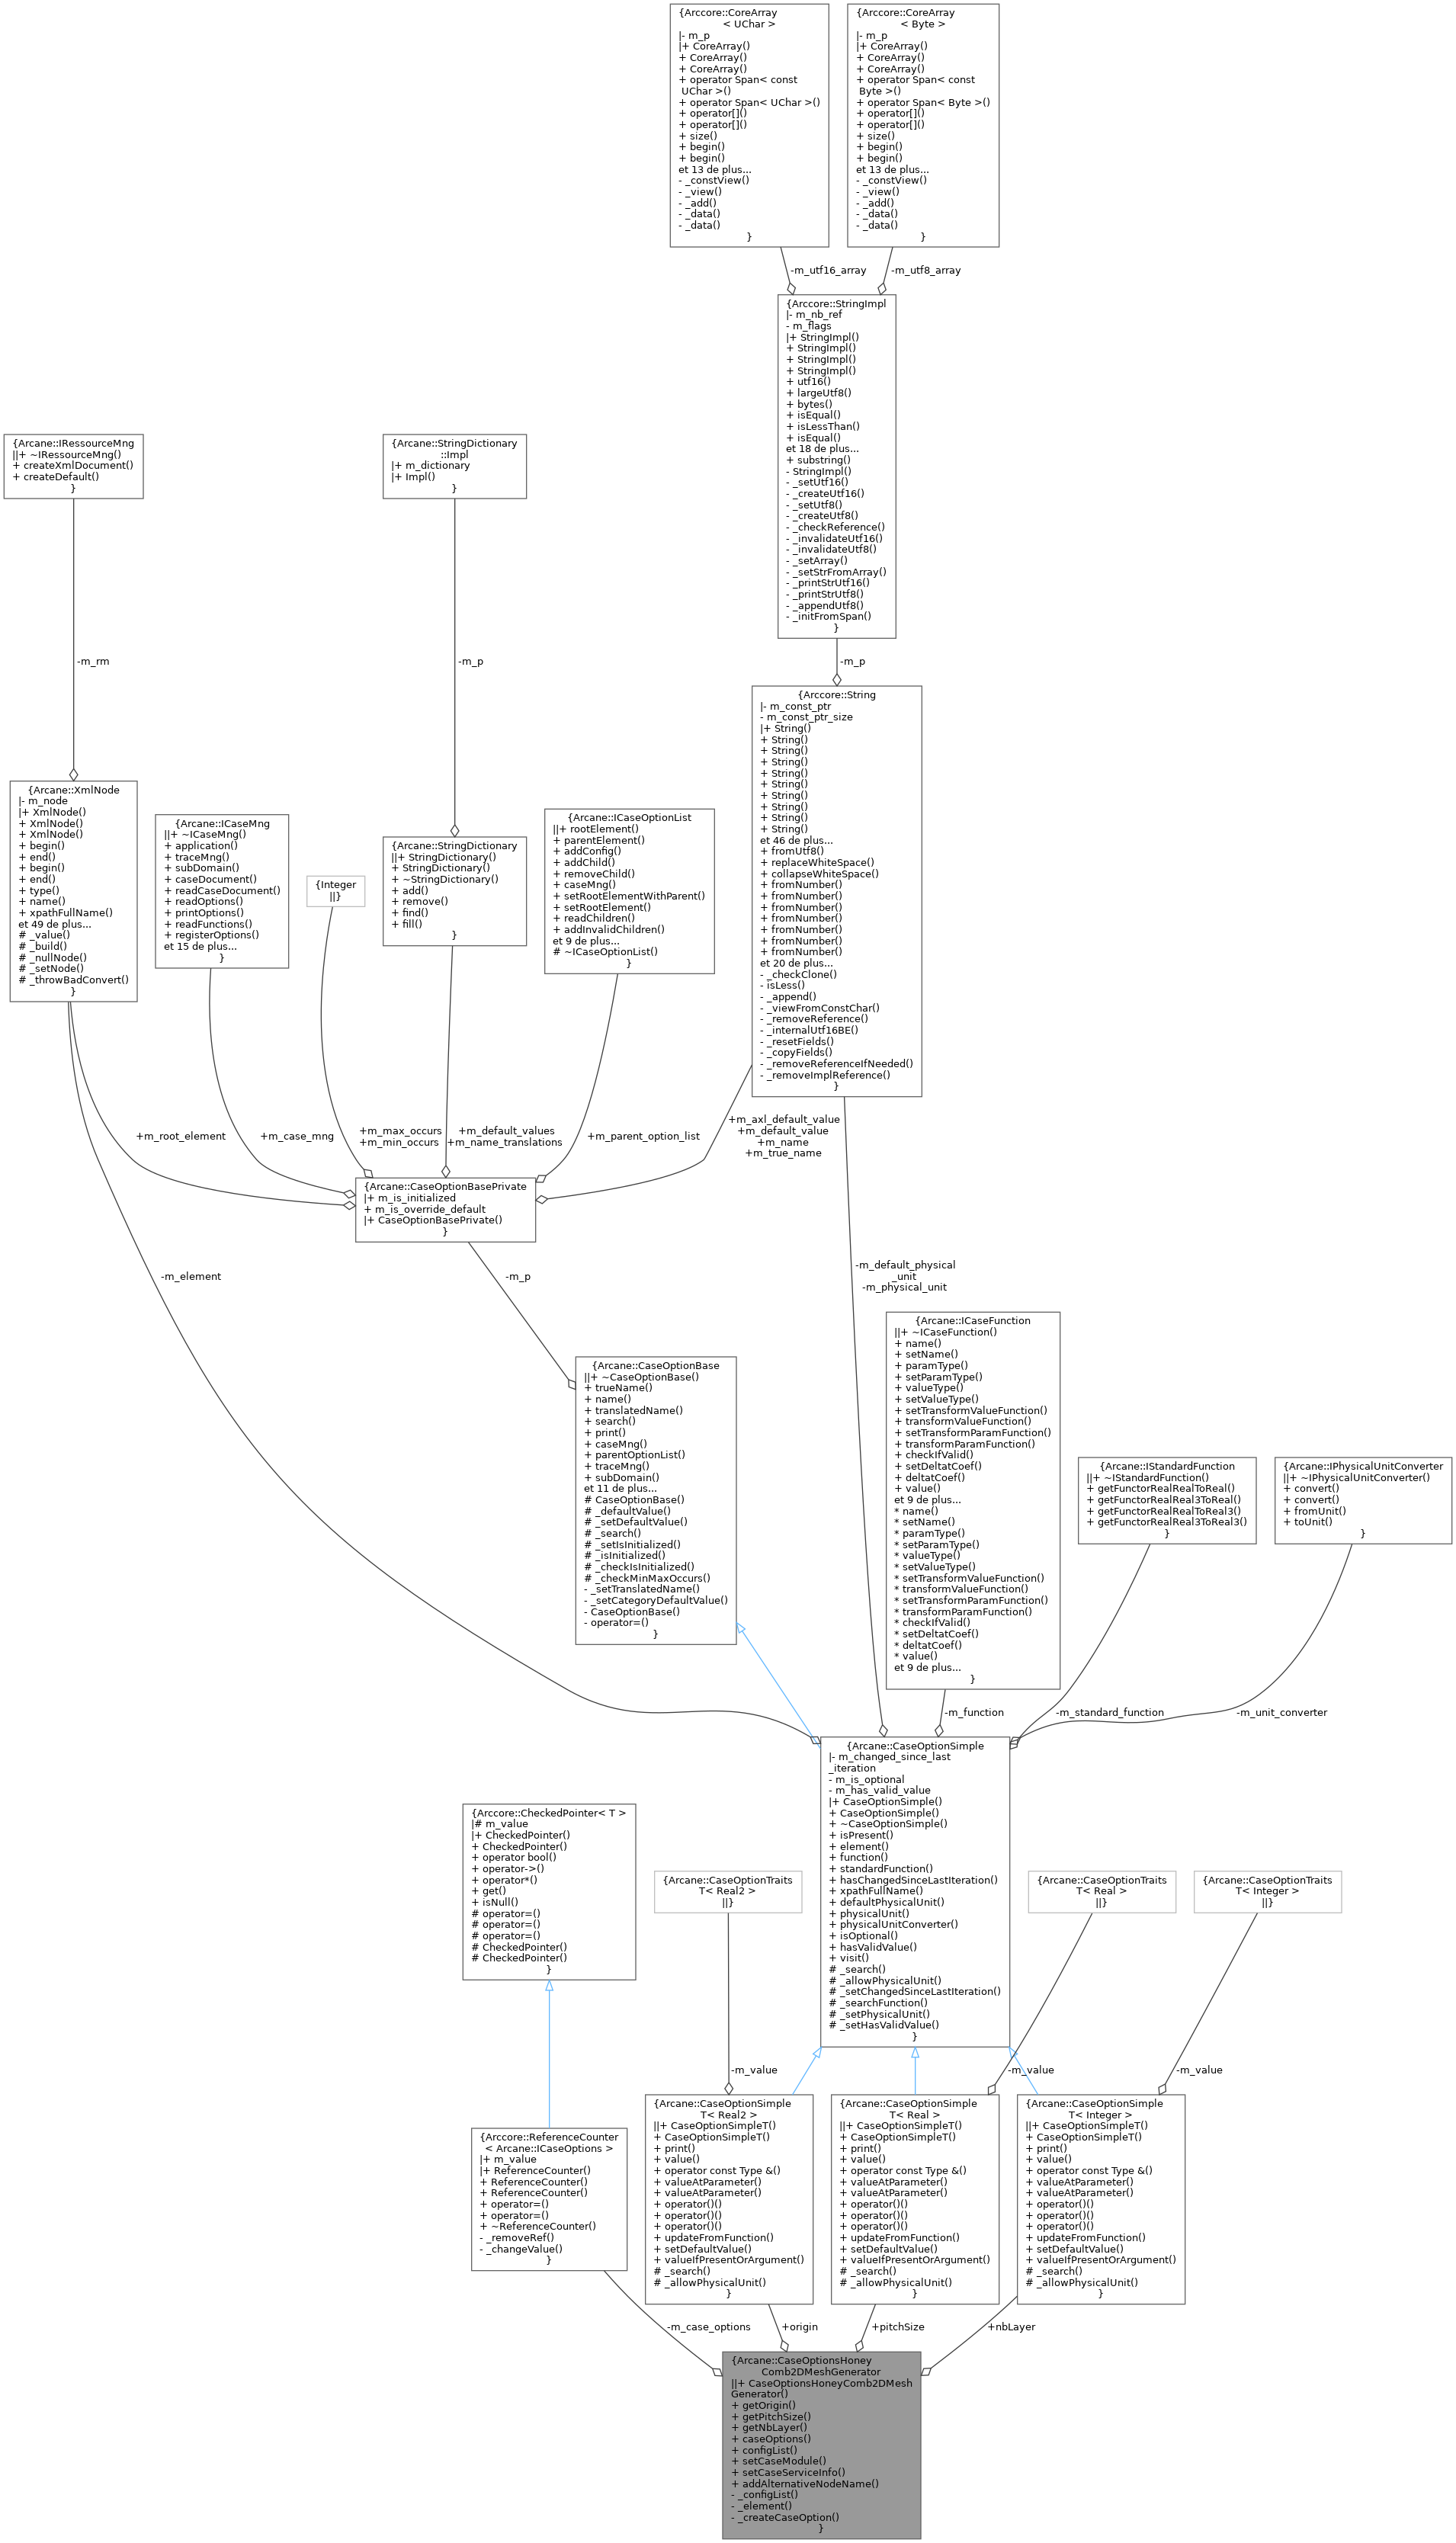 {Arccore::CoreArray
< UChar >
|- m_p
|+ CoreArray()
+ CoreArray()
+ CoreArray()
+ operator Span< const
UChar >()
+ operator Span< UChar >()
+ operator[]()
+ operator[]()
+ size()
+ begin()
+ begin()
et 13 de plus...
- _constView()
- _view()
- _add()
- _data()
- _data()
}
{Arccore::CoreArray
< Byte >
|- m_p
|+ CoreArray()
+ CoreArray()
+ CoreArray()
+ operator Span< const
Byte >()
+ operator Span< Byte >()
+ operator[]()
+ operator[]()
+ size()
+ begin()
+ begin()
et 13 de plus...
- _constView()
- _view()
- _add()
- _data()
- _data()
}
-m_utf16_array
-m_utf8_array
{Arccore::StringImpl
|- m_nb_ref
- m_flags
|+ StringImpl()
+ StringImpl()
+ StringImpl()
+ StringImpl()
+ utf16()
+ largeUtf8()
+ bytes()
+ isEqual()
+ isLessThan()
+ isEqual()
et 18 de plus...
+ substring()
- StringImpl()
- _setUtf16()
- _createUtf16()
- _setUtf8()
- _createUtf8()
- _checkReference()
- _invalidateUtf16()
- _invalidateUtf8()
- _setArray()
- _setStrFromArray()
- _printStrUtf16()
- _printStrUtf8()
- _appendUtf8()
- _initFromSpan()
}
{Arcane::IRessourceMng
||+ ~IRessourceMng()
+ createXmlDocument()
+ createDefault()
}
{Arcane::StringDictionary
::Impl
|+ m_dictionary
|+ Impl()
}
-m_rm
-m_p
-m_p
{Arccore::String
|- m_const_ptr
- m_const_ptr_size
|+ String()
+ String()
+ String()
+ String()
+ String()
+ String()
+ String()
+ String()
+ String()
+ String()
et 46 de plus...
+ fromUtf8()
+ replaceWhiteSpace()
+ collapseWhiteSpace()
+ fromNumber()
+ fromNumber()
+ fromNumber()
+ fromNumber()
+ fromNumber()
+ fromNumber()
+ fromNumber()
et 20 de plus...
- _checkClone()
- isLess()
- _append()
- _viewFromConstChar()
- _removeReference()
- _internalUtf16BE()
- _resetFields()
- _copyFields()
- _removeReferenceIfNeeded()
- _removeImplReference()
}
{Arcane::XmlNode
|- m_node
|+ XmlNode()
+ XmlNode()
+ XmlNode()
+ begin()
+ end()
+ begin()
+ end()
+ type()
+ name()
+ xpathFullName()
et 49 de plus...
# _value()
# _build()
# _nullNode()
# _setNode()
# _throwBadConvert()
}
{Arcane::ICaseMng
||+ ~ICaseMng()
+ application()
+ traceMng()
+ subDomain()
+ caseDocument()
+ readCaseDocument()
+ readOptions()
+ printOptions()
+ readFunctions()
+ registerOptions()
et 15 de plus...
}
{Integer
||}
{Arcane::StringDictionary
||+ StringDictionary()
+ StringDictionary()
+ ~StringDictionary()
+ add()
+ remove()
+ find()
+ fill()
}
{Arcane::ICaseOptionList
||+ rootElement()
+ parentElement()
+ addConfig()
+ addChild()
+ removeChild()
+ caseMng()
+ setRootElementWithParent()
+ setRootElement()
+ readChildren()
+ addInvalidChildren()
et 9 de plus...
# ~ICaseOptionList()
}
+m_root_element
+m_case_mng
+m_max_occurs
+m_min_occurs
+m_default_values
+m_name_translations
+m_parent_option_list
+m_axl_default_value
+m_default_value
+m_name
+m_true_name
{Arcane::CaseOptionBasePrivate
|+ m_is_initialized
+ m_is_override_default
|+ CaseOptionBasePrivate()
}
-m_element
-m_p
-m_default_physical
_unit
-m_physical_unit
{Arcane::CaseOptionBase
||+ ~CaseOptionBase()
+ trueName()
+ name()
+ translatedName()
+ search()
+ print()
+ caseMng()
+ parentOptionList()
+ traceMng()
+ subDomain()
et 11 de plus...
# CaseOptionBase()
# _defaultValue()
# _setDefaultValue()
# _search()
# _setIsInitialized()
# _isInitialized()
# _checkIsInitialized()
# _checkMinMaxOccurs()
- _setTranslatedName()
- _setCategoryDefaultValue()
- CaseOptionBase()
- operator=()
}
{Arcane::ICaseFunction
||+ ~ICaseFunction()
+ name()
+ setName()
+ paramType()
+ setParamType()
+ valueType()
+ setValueType()
+ setTransformValueFunction()
+ transformValueFunction()
+ setTransformParamFunction()
+ transformParamFunction()
+ checkIfValid()
+ setDeltatCoef()
+ deltatCoef()
+ value()
et 9 de plus...
* name()
* setName()
* paramType()
* setParamType()
* valueType()
* setValueType()
* setTransformValueFunction()
* transformValueFunction()
* setTransformParamFunction()
* transformParamFunction()
* checkIfValid()
* setDeltatCoef()
* deltatCoef()
* value()
et 9 de plus...
}
{Arcane::IStandardFunction
||+ ~IStandardFunction()
+ getFunctorRealRealToReal()
+ getFunctorRealReal3ToReal()
+ getFunctorRealRealToReal3()
+ getFunctorRealReal3ToReal3()
}
{Arcane::IPhysicalUnitConverter
||+ ~IPhysicalUnitConverter()
+ convert()
+ convert()
+ fromUnit()
+ toUnit()
}
-m_function
-m_standard_function
-m_unit_converter
{Arcane::CaseOptionSimple
|- m_changed_since_last
_iteration
- m_is_optional
- m_has_valid_value
|+ CaseOptionSimple()
+ CaseOptionSimple()
+ ~CaseOptionSimple()
+ isPresent()
+ element()
+ function()
+ standardFunction()
+ hasChangedSinceLastIteration()
+ xpathFullName()
+ defaultPhysicalUnit()
+ physicalUnit()
+ physicalUnitConverter()
+ isOptional()
+ hasValidValue()
+ visit()
# _search()
# _allowPhysicalUnit()
# _setChangedSinceLastIteration()
# _searchFunction()
# _setPhysicalUnit()
# _setHasValidValue()
}
{Arccore::CheckedPointer< T >
|# m_value
|+ CheckedPointer()
+ CheckedPointer()
+ operator bool()
+ operator->()
+ operator*()
+ get()
+ isNull()
# operator=()
# operator=()
# operator=()
# CheckedPointer()
# CheckedPointer()
}
{Arcane::CaseOptionTraits
T< Real2 >
||}
{Arcane::CaseOptionTraits
T< Real >
||}
{Arcane::CaseOptionTraits
T< Integer >
||}
-m_value
-m_value
-m_value
{Arccore::ReferenceCounter
< Arcane::ICaseOptions >
|+ m_value
|+ ReferenceCounter()
+ ReferenceCounter()
+ ReferenceCounter()
+ operator=()
+ operator=()
+ ~ReferenceCounter()
- _removeRef()
- _changeValue()
}
{Arcane::CaseOptionSimple
T< Real2 >
||+ CaseOptionSimpleT()
+ CaseOptionSimpleT()
+ print()
+ value()
+ operator const Type &()
+ valueAtParameter()
+ valueAtParameter()
+ operator()()
+ operator()()
+ operator()()
+ updateFromFunction()
+ setDefaultValue()
+ valueIfPresentOrArgument()
# _search()
# _allowPhysicalUnit()
}
{Arcane::CaseOptionSimple
T< Real >
||+ CaseOptionSimpleT()
+ CaseOptionSimpleT()
+ print()
+ value()
+ operator const Type &()
+ valueAtParameter()
+ valueAtParameter()
+ operator()()
+ operator()()
+ operator()()
+ updateFromFunction()
+ setDefaultValue()
+ valueIfPresentOrArgument()
# _search()
# _allowPhysicalUnit()
}
{Arcane::CaseOptionSimple
T< Integer >
||+ CaseOptionSimpleT()
+ CaseOptionSimpleT()
+ print()
+ value()
+ operator const Type &()
+ valueAtParameter()
+ valueAtParameter()
+ operator()()
+ operator()()
+ operator()()
+ updateFromFunction()
+ setDefaultValue()
+ valueIfPresentOrArgument()
# _search()
# _allowPhysicalUnit()
}
-m_case_options
+origin
+pitchSize
+nbLayer
{Arcane::CaseOptionsHoney
Comb2DMeshGenerator
||+ CaseOptionsHoneyComb2DMesh
Generator()
+ getOrigin()
+ getPitchSize()
+ getNbLayer()
+ caseOptions()
+ configList()
+ setCaseModule()
+ setCaseServiceInfo()
+ addAlternativeNodeName()
- _configList()
- _element()
- _createCaseOption()
}